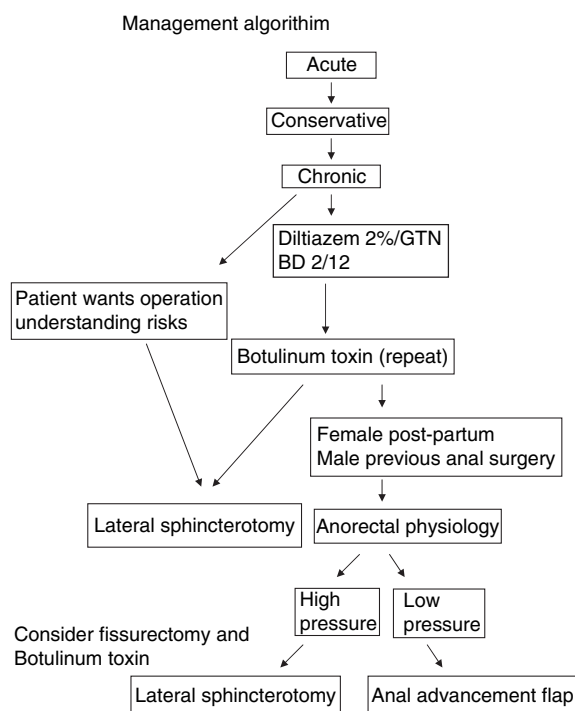 Management algorithim
Acute
Conservative
Chronic
Diltiazem 2%/GTN
BD 2/12
Patient wants operation
understanding risks
Botulinum toxin (repeat)
Female post-partum
Male previous anal surgery
Lateral sphincterotomy
Anorectal physiology
High
pressure
Low
pressure
Consider fissurectomy and
Botulinum toxin
Lateral sphincterotomy
Anal advancement flap